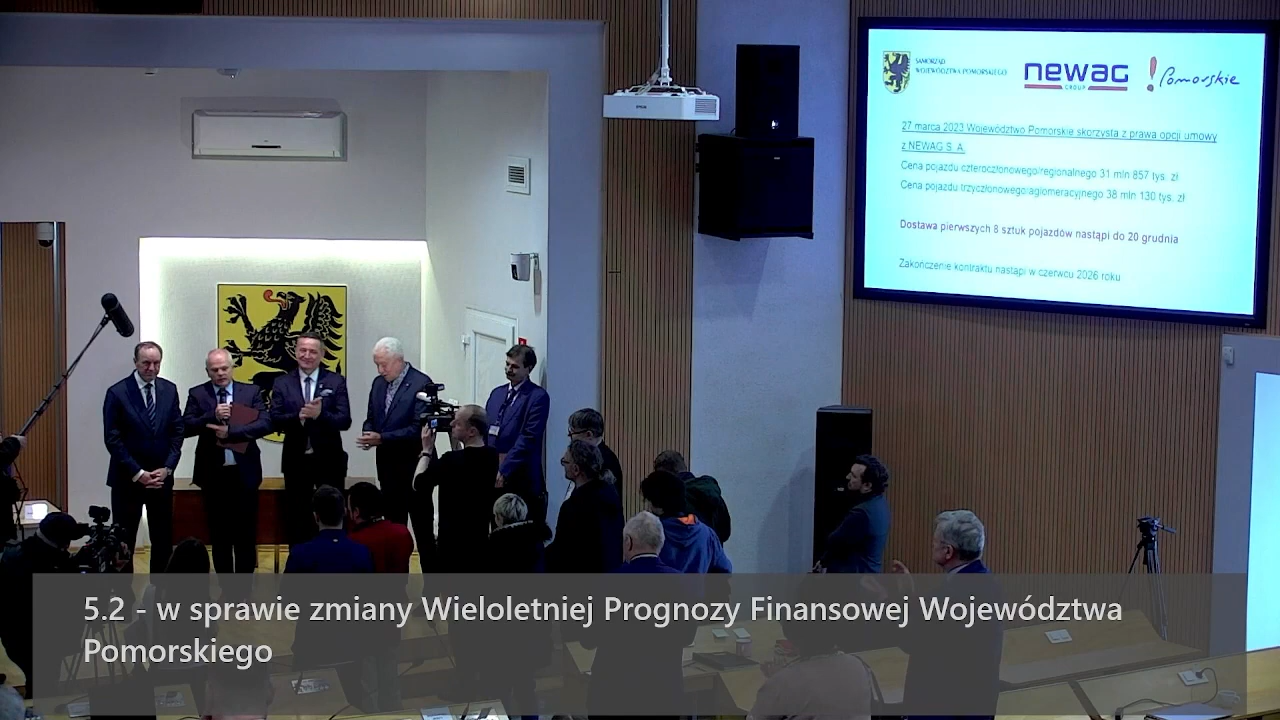 SAMORZĄD
WOJEWÓDZTWA POMORSKIEGO
newag
GROUP
Pomorskie
27 marca 2023 Województwo Pomorskie skorzysta z prawa opcji umowy
z NEWAG S. A.
Cena pojazdu czteroczłonowego/regionalnego 31 mln 857 tys. zł
Cena pojazdu trzyczłonowego/aglomeracyjnego 38 mln 130 tys. zł
Dostawa pierwszych 8 sztuk pojazdów nastąpi do 20 grudnia
Zakończenie kontraktu nastąpi w czerwcu 2026 roku
5.2 - w sprawie zmiany Wieloletniej Prognozy Finansowej Województwa
Pomorskiego